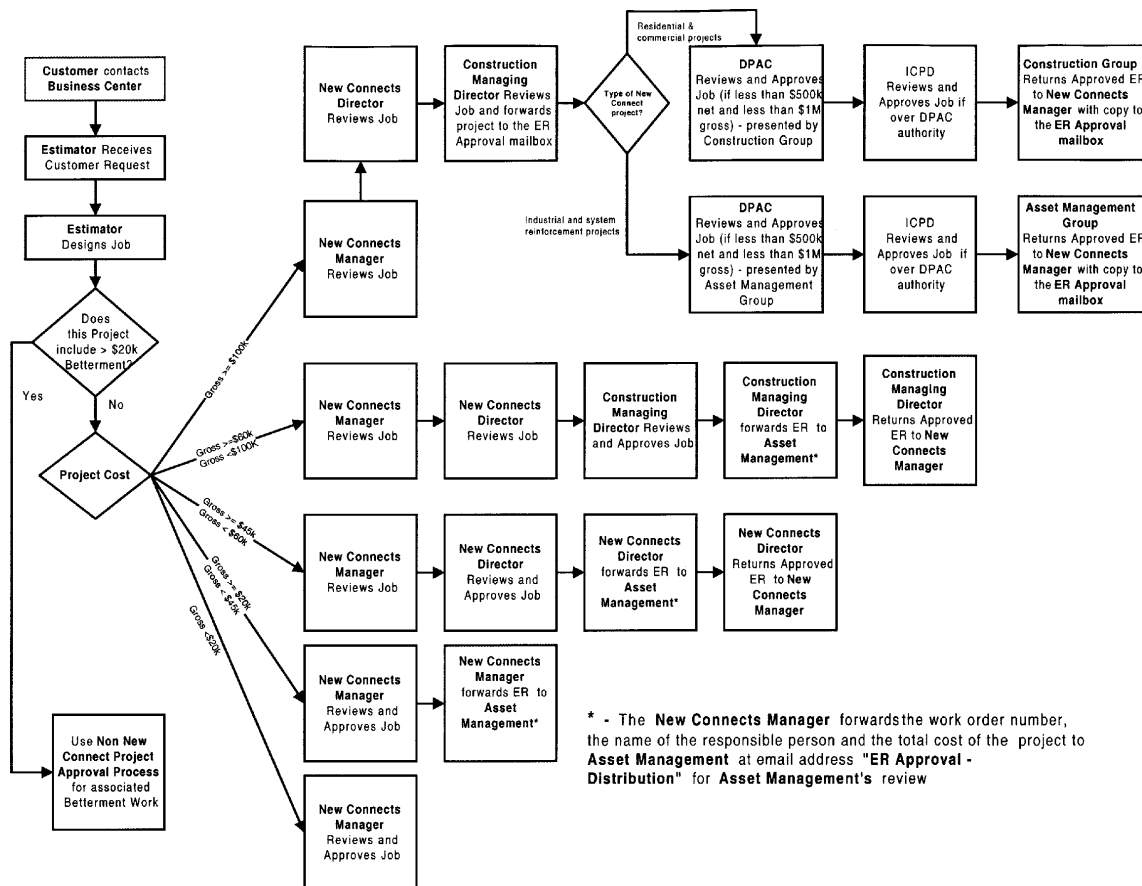 Customer contacts
Business Center
Estimator Receives
Customer Request
Estimator
Designs Job
Does
this Project
include > $20k
Betterment?
Yes
No
Project Cost
Use Non New
Connect Project
Approval Process
for associated
Betterment Work
Gross >= $100k
Gross >=$60k
Gross <$100K
Gross >= $45k
Gross < $60k
Gross >= $20k
Gross < $45k
Gross <$20k
New Connects
Director
Reviews Job
Construction
Managing
Director Reviews
Job and forwards
project to the ER
Approval mailbox
Type of New
Connect
project?
Residential &
commercial projects
DPAC
Reviews and Approves
Job (if less than $500k
net and less than $1M
gross) - presented by
Construction Group
ICPD
Reviews and
Approves Job if
over DPAC
authority
Construction Group
Returns Approved ER
to New Connects
Manager with copy to
the ER Approval
mailbox
New Connects
Manager
Reviews Job
Industrial and system
reinforcement projects
DPAC
Reviews and Approves
Job (if less than $500k
net and less than $1M
gross) - presented by
Asset Management
Group
ICPD
Reviews and
Approves Job if
over DPAC
authority
Asset Management
Group
Returns Approved ER
to New Connects
Manager with copy to
the ER Approval
mailbox
New Connects
Manager
Reviews Job
New Connects
Director
Reviews Job
Construction
Managing
Director Reviews
and Approves Job
Construction
Managing
Director
forwards ER to
Asset
Management*
Construction
Managing
Director
Returns Approved
ER to New
Connects
Manager
New Connects
Manager
Reviews Job
New Connects
Director
Reviews and
Approves Job
New Connects
Director
forwards ER to
Asset
Management*
New Connects
Director
Returns Approved
ER to New
Connects
Manager
New Connects
Manager
Reviews and
Approves Job
New Connects
Manager
forwards ER to
Asset
Management*
New Connects
Manager
Reviews and
Approves Job
* - The New Connects Manager forwards the work order number,
the name of the responsible person and the total cost of the project to
Asset Management at email address "ER Approval -
Distribution" for Asset Management's review